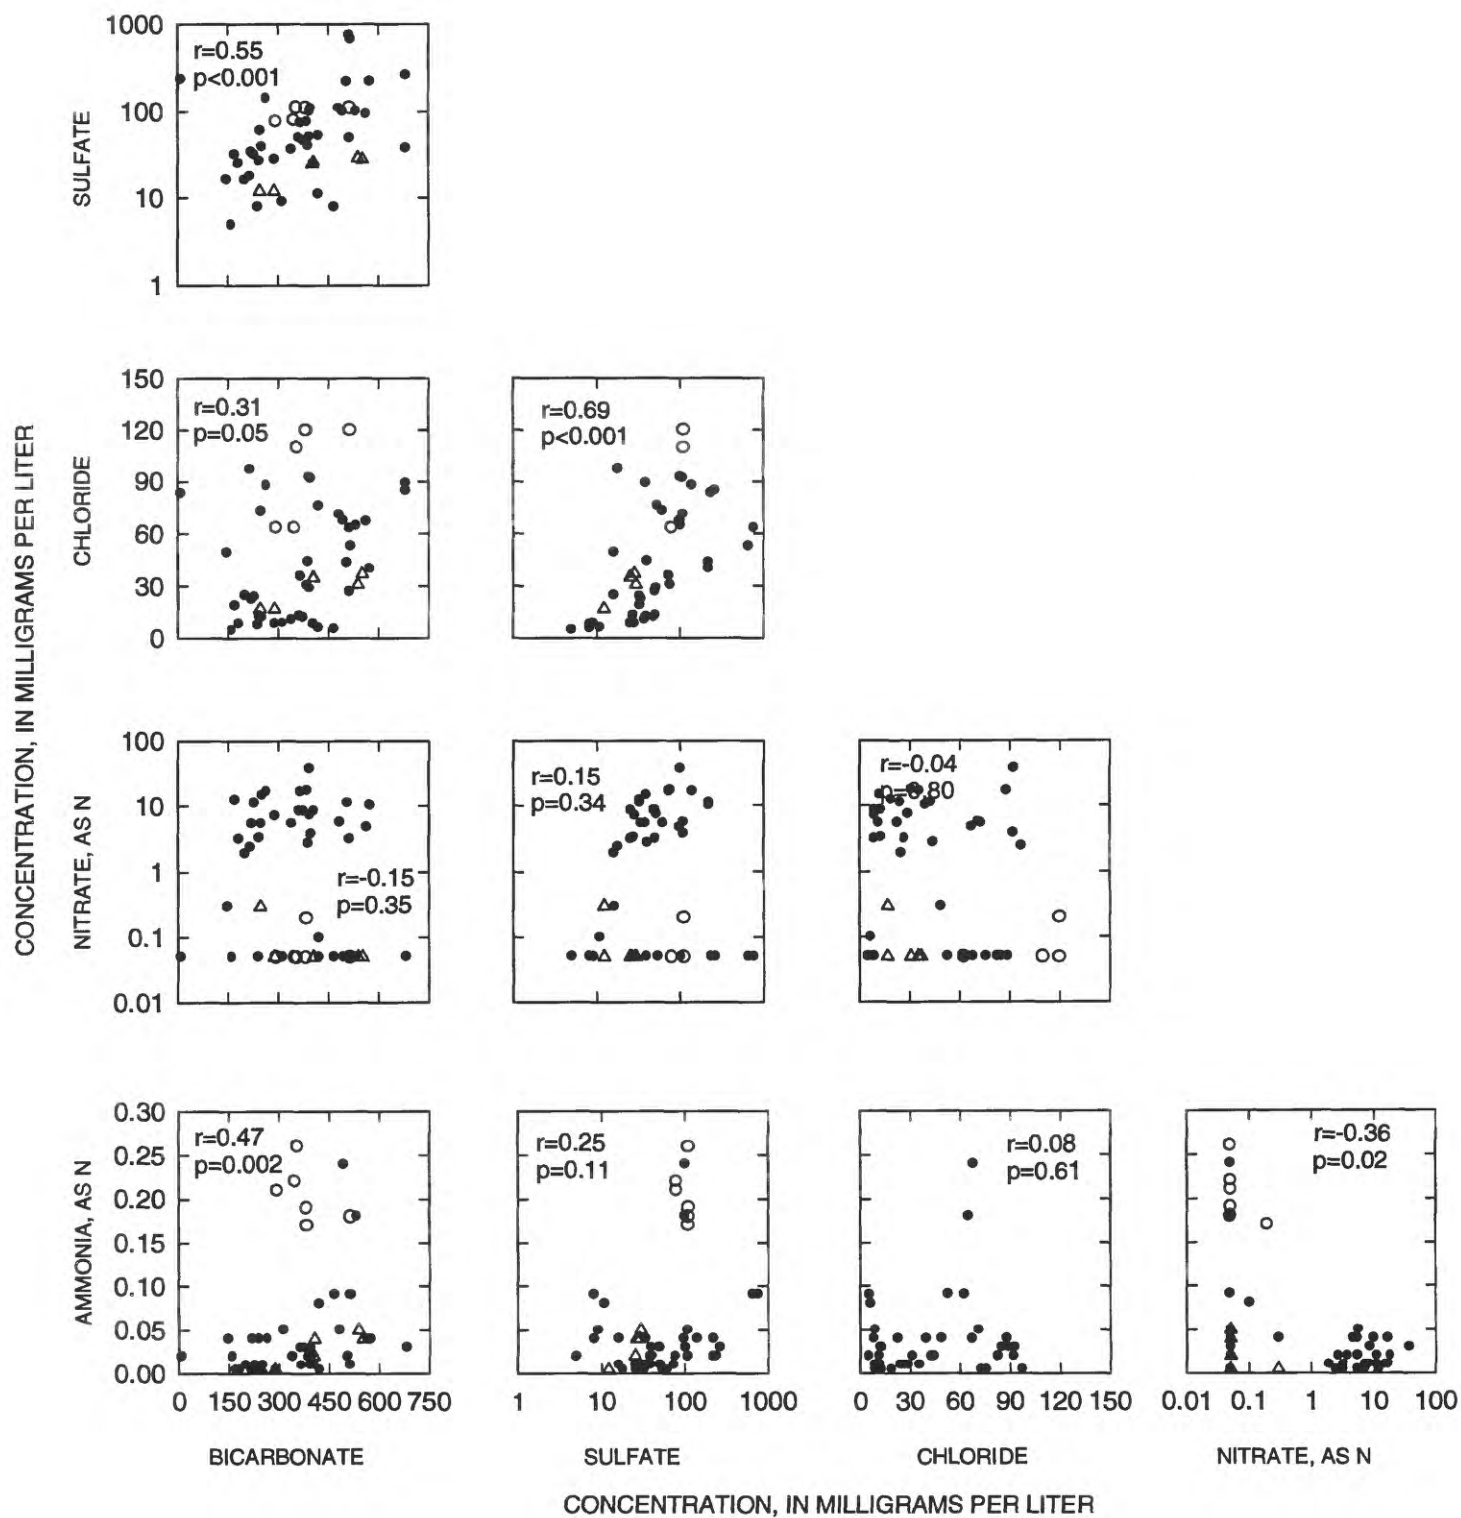 CONCENTRATION, IN MILLIGRAMS PER LITER
SULFATE
1000
100
10
1
r=0.55
p<0.001
CHLORIDE
150
120
90
60
30
0
r=0.31
p=0.05
r=0.69
p<0.001
NITRATE, AS N
100
10
1
0.1
0.01
r=-0.15
p=0.35
r=0.15
p=0.34
r=-0.04
p=0.80
AMMONIA, AS N
0.30
0.25
0.20
0.15
0.10
0.05
0.00
r=0.47
p=0.002
r=0.25
p=0.11
r=0.08
p=0.61
r=-0.36
p=0.02
0 150 300 450 600 750
1 10 100 1000
0 30 60 90 120 150
0.01 0.1 1 10 100
BICARBONATE
SULFATE
CHLORIDE
NITRATE, AS N
CONCENTRATION, IN MILLIGRAMS PER LITER